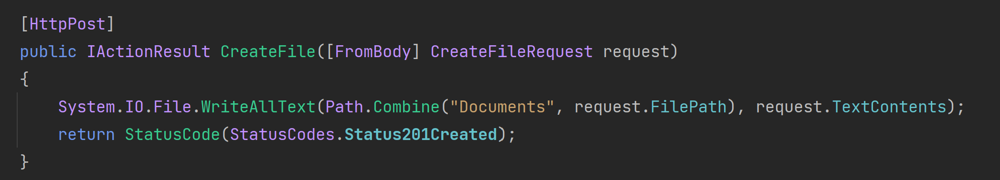 [HttpPost]
public IActionResult CreateFile([FromBody] CreateFileRequest request)
{
    System.IO.File.WriteAllText(Path.Combine("Documents", request.FilePath), request.TextContents);
    return StatusCode(StatusCodes.Status201Created);
}